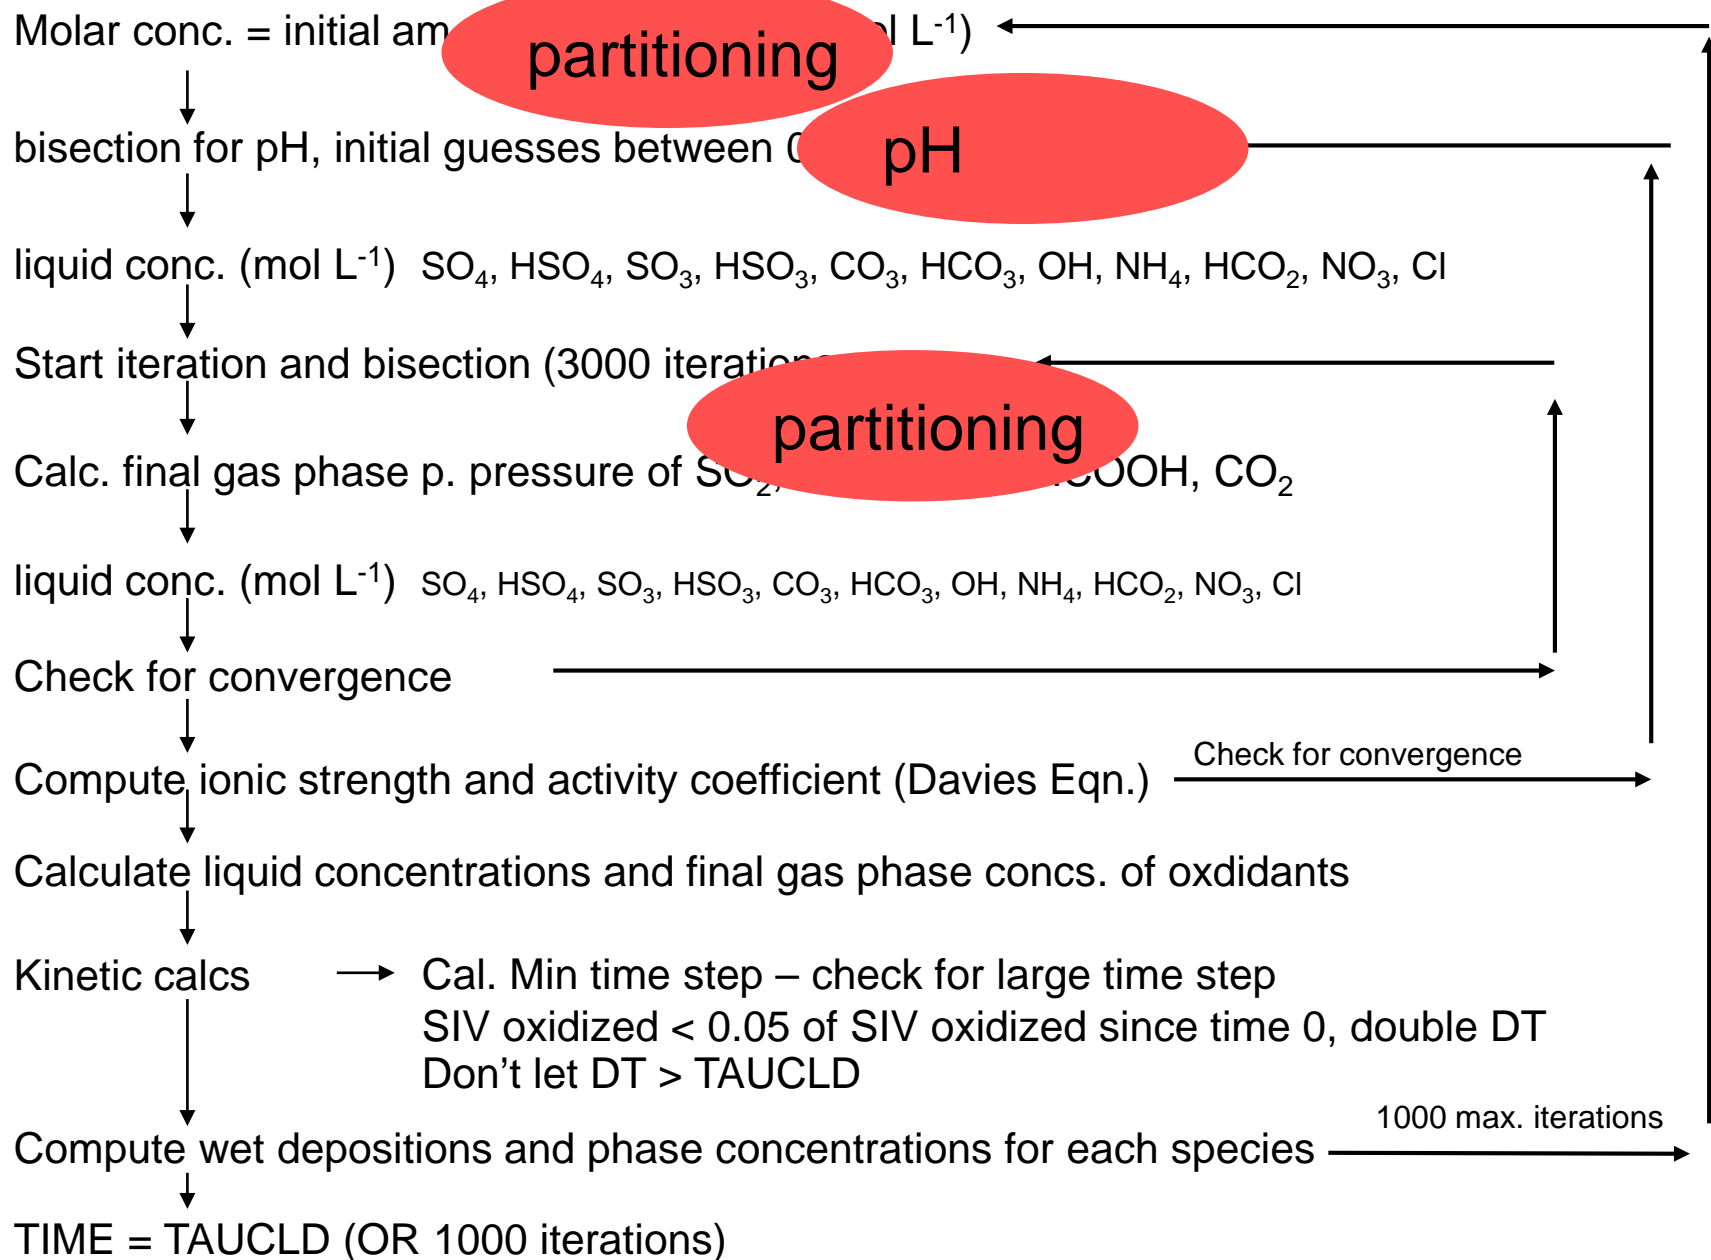 Molar conc. = initial am
partitioning
L⁻¹)
bisection for pH, initial guesses between
pH
liquid conc. (mol L⁻¹) SO₄, HSO₄, SO₃, HSO₃, CO₃, HCO₃, OH, NH₄, HCO₂, NO₃, Cl
Start iteration and bisection (3000
partitioning
Calc. final gas phase p. pressure of SO₂, COOH, CO₂
liquid conc. (mol L⁻¹) SO₄, HSO₄, SO₃, HSO₃, CO₃, HCO₃, OH, NH₄, HCO₂, NO₃, Cl
Check for convergence
Compute ionic strength and activity coefficient (Davies Eqn.) Check for convergence
Calculate liquid concentrations and final gas phase concs. of oxdidants
Kinetic calcs Cal. Min time step – check for large time step
SIV oxidized < 0.05 of SIV oxidized since time 0, double DT
Don't let DT > TAUCLD
1000 max. iterations
Compute wet depositions and phase concentrations for each species
TIME = TAUCLD (OR 1000 iterations)